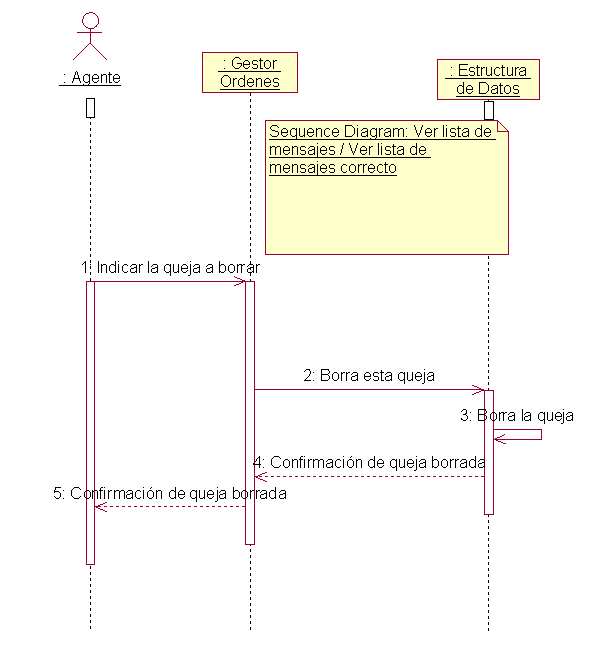 : Agente
: Gestor
Ordenes
: Estructura
de Datos
Sequence Diagram: Ver lista de
mensajes / Ver lista de
mensajes correcto
1: Indicar la queja a borrar
2: Borra esta queja
3: Borra la queja
4: Confirmación de queja borrada
5: Confirmación de queja borrada